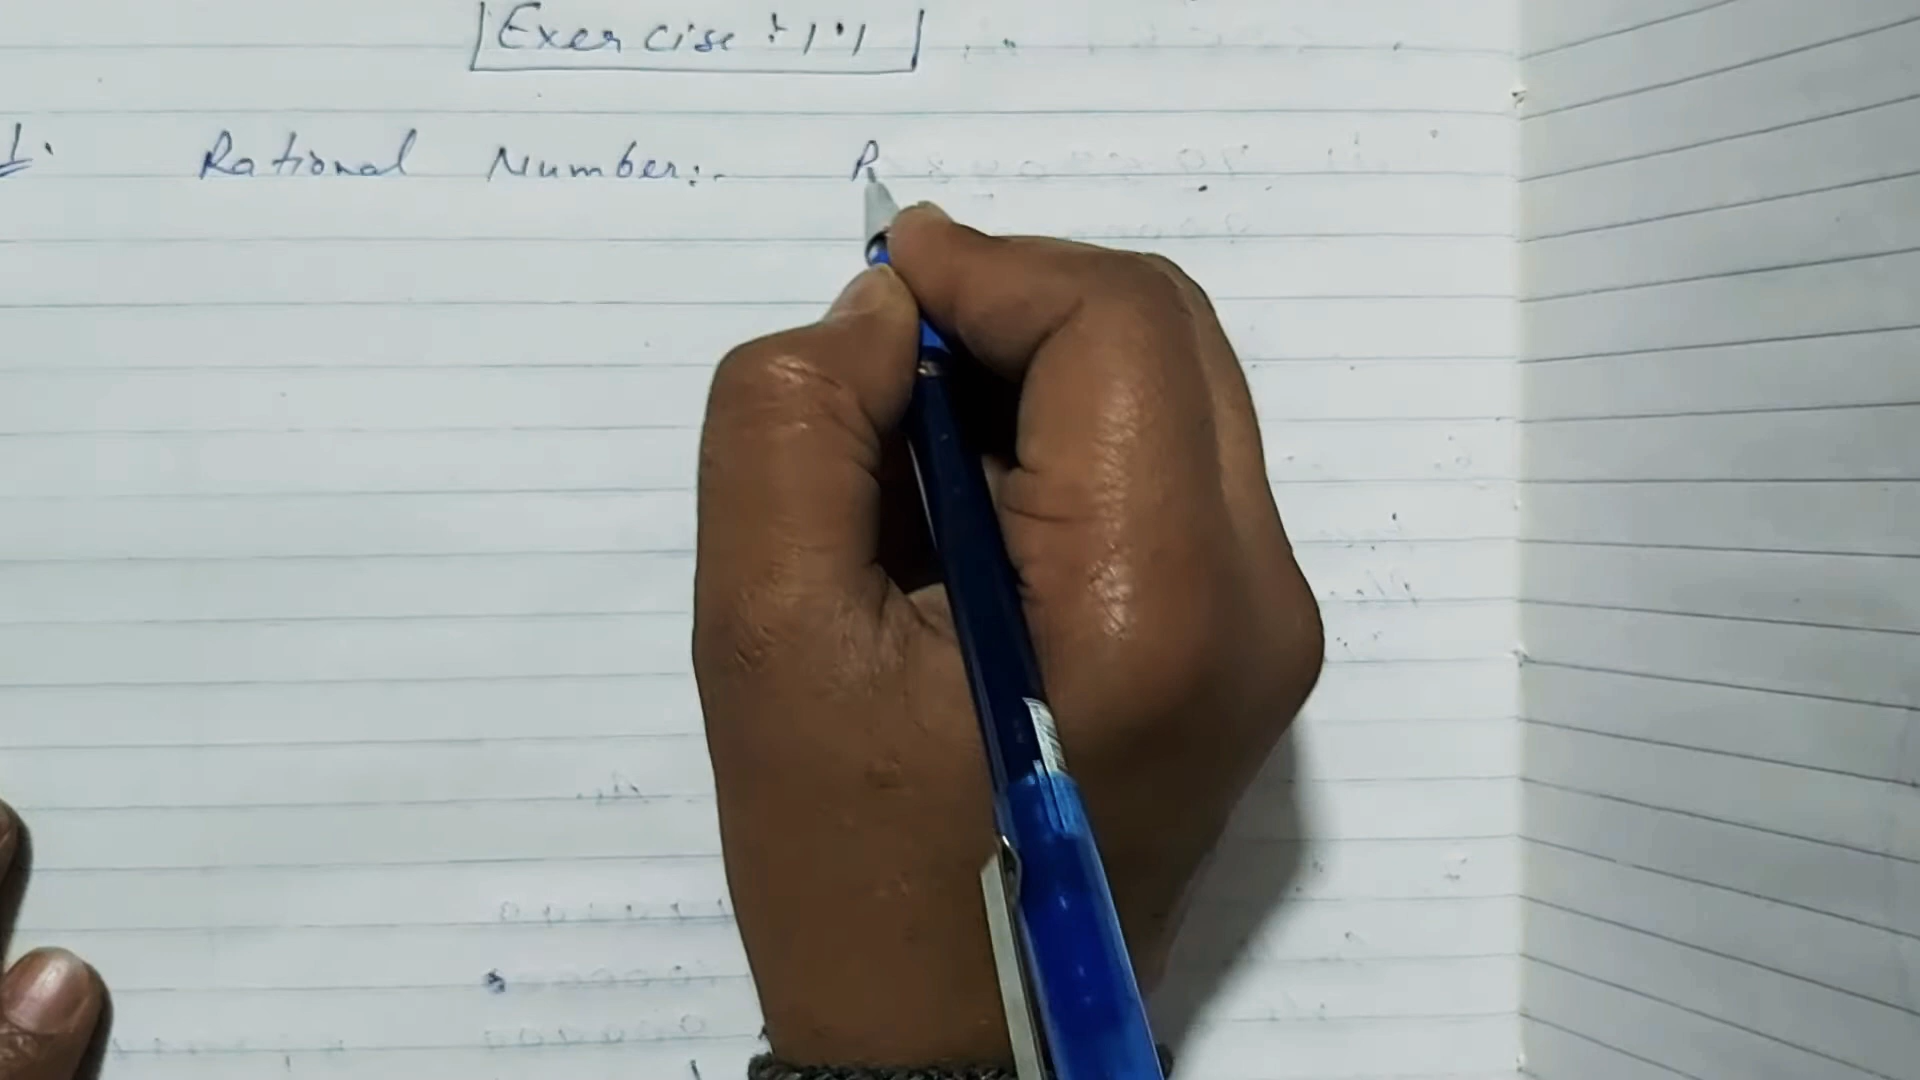 Exercise :- 1.1
1. Rational Number:- R